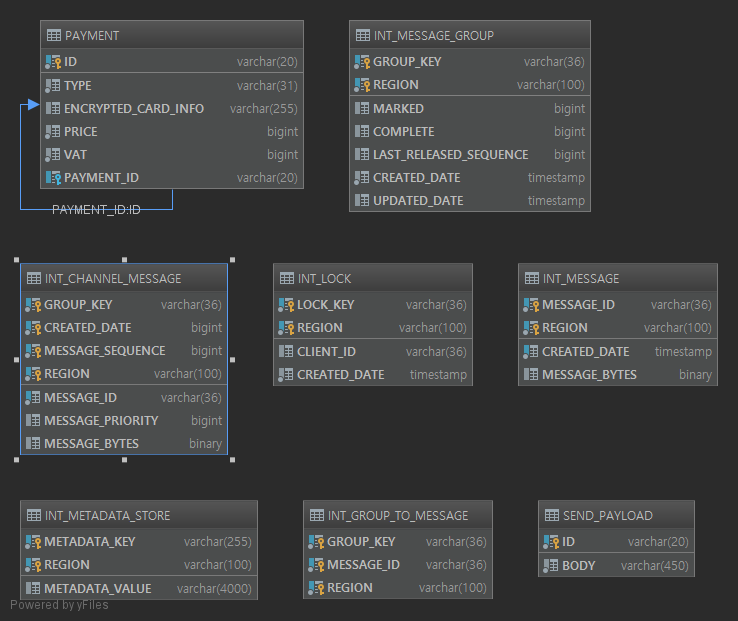 PAYMENT
ID varchar(20)
TYPE varchar(31)
ENCRYPTED_CARD_INFO varchar(255)
PRICE bigint
VAT bigint
PAYMENT_ID varchar(20)
PAYMENT_ID:ID
INT_MESSAGE_GROUP
GROUP_KEY varchar(36)
REGION varchar(100)
MARKED bigint
COMPLETE bigint
LAST_RELEASED_SEQUENCE bigint
CREATED_DATE timestamp
UPDATED_DATE timestamp
INT_CHANNEL_MESSAGE
GROUP_KEY varchar(36)
CREATED_DATE bigint
MESSAGE_SEQUENCE bigint
REGION varchar(100)
MESSAGE_ID varchar(36)
MESSAGE_PRIORITY bigint
MESSAGE_BYTES binary
INT_LOCK
LOCK_KEY varchar(36)
REGION varchar(100)
CLIENT_ID varchar(36)
CREATED_DATE timestamp
INT_MESSAGE
MESSAGE_ID varchar(36)
REGION varchar(100)
CREATED_DATE timestamp
MESSAGE_BYTES binary
INT_METADATA_STORE
METADATA_KEY varchar(255)
REGION varchar(100)
METADATA_VALUE varchar(4000)
INT_GROUP_TO_MESSAGE
GROUP_KEY varchar(36)
MESSAGE_ID varchar(36)
REGION varchar(100)
SEND_PAYLOAD
ID varchar(20)
BODY varchar(450)
Powered by yFiles